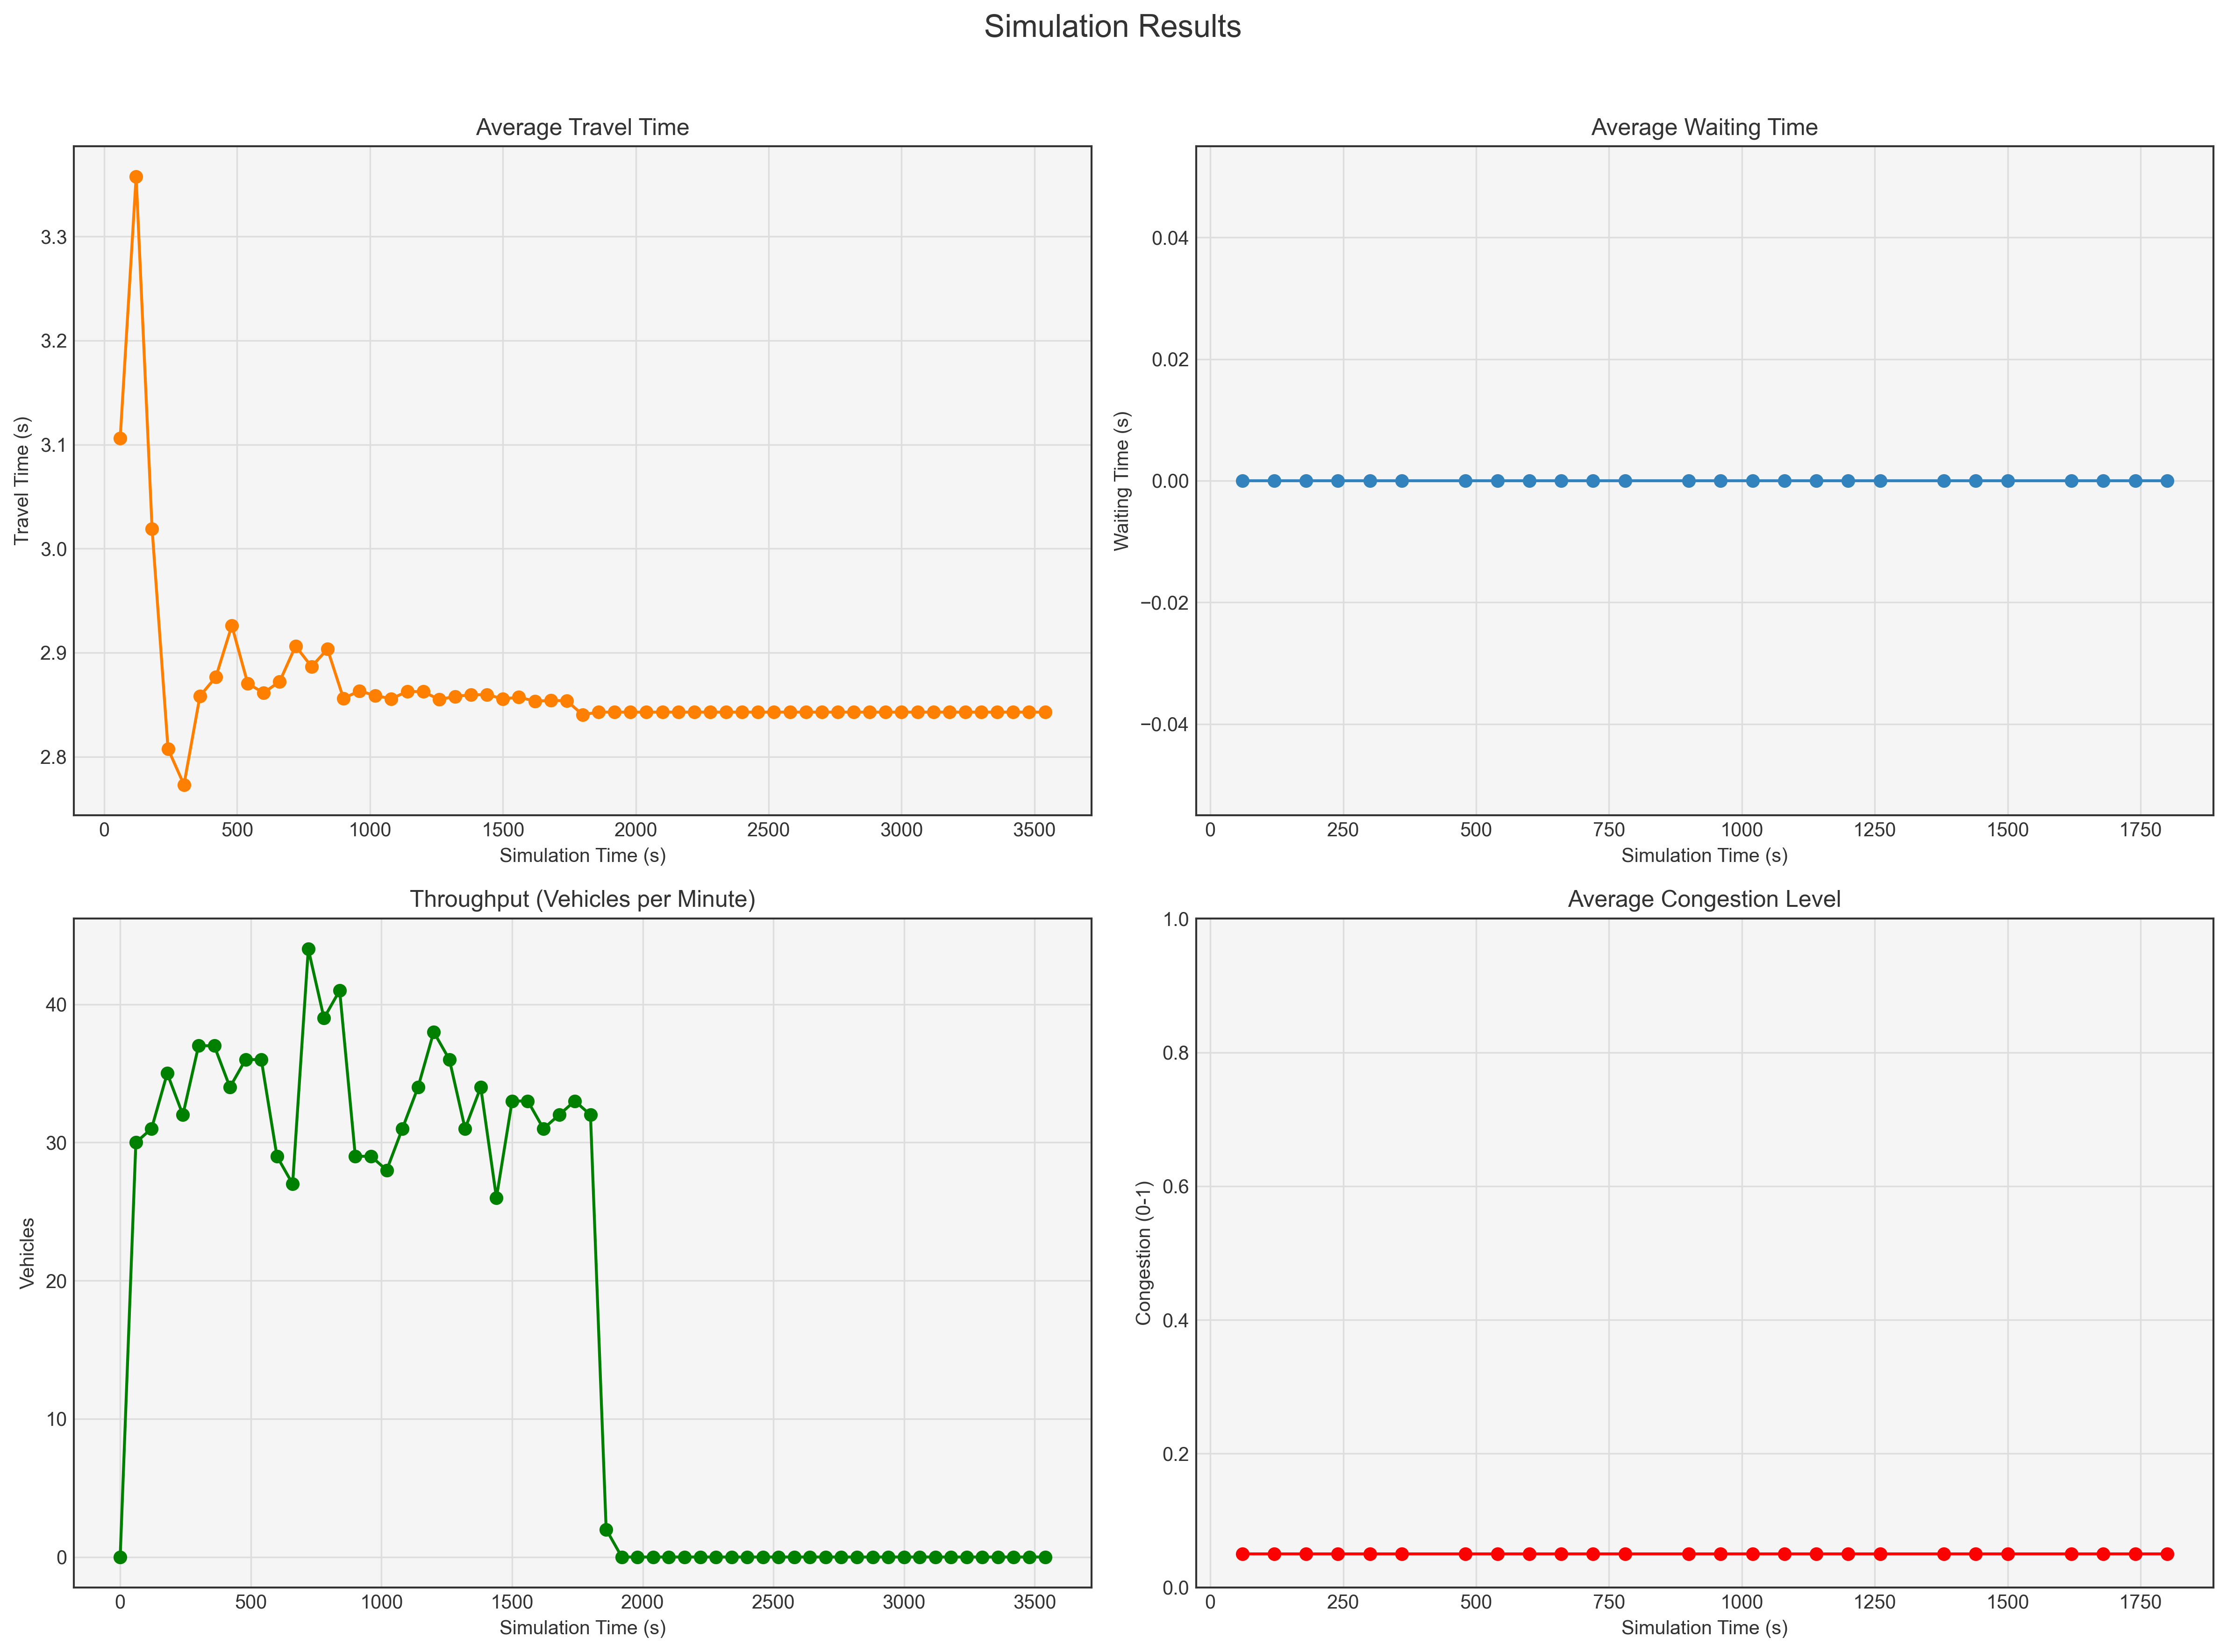 Simulation Results
Average Travel Time
Travel Time (s)
3.3
3.2
3.1
3.0
2.9
2.8
0 500 1000 1500 2000 2500 3000 3500
Simulation Time (s)
Average Waiting Time
Waiting Time (s)
0.04
0.02
0.00
−0.02
−0.04
0 250 500 750 1000 1250 1500 1750
Simulation Time (s)
Throughput (Vehicles per Minute)
Vehicles
40
30
20
10
0
0 500 1000 1500 2000 2500 3000 3500
Simulation Time (s)
Average Congestion Level
Congestion (0-1)
1.0
0.8
0.6
0.4
0.2
0.0
0 250 500 750 1000 1250 1500 1750
Simulation Time (s)